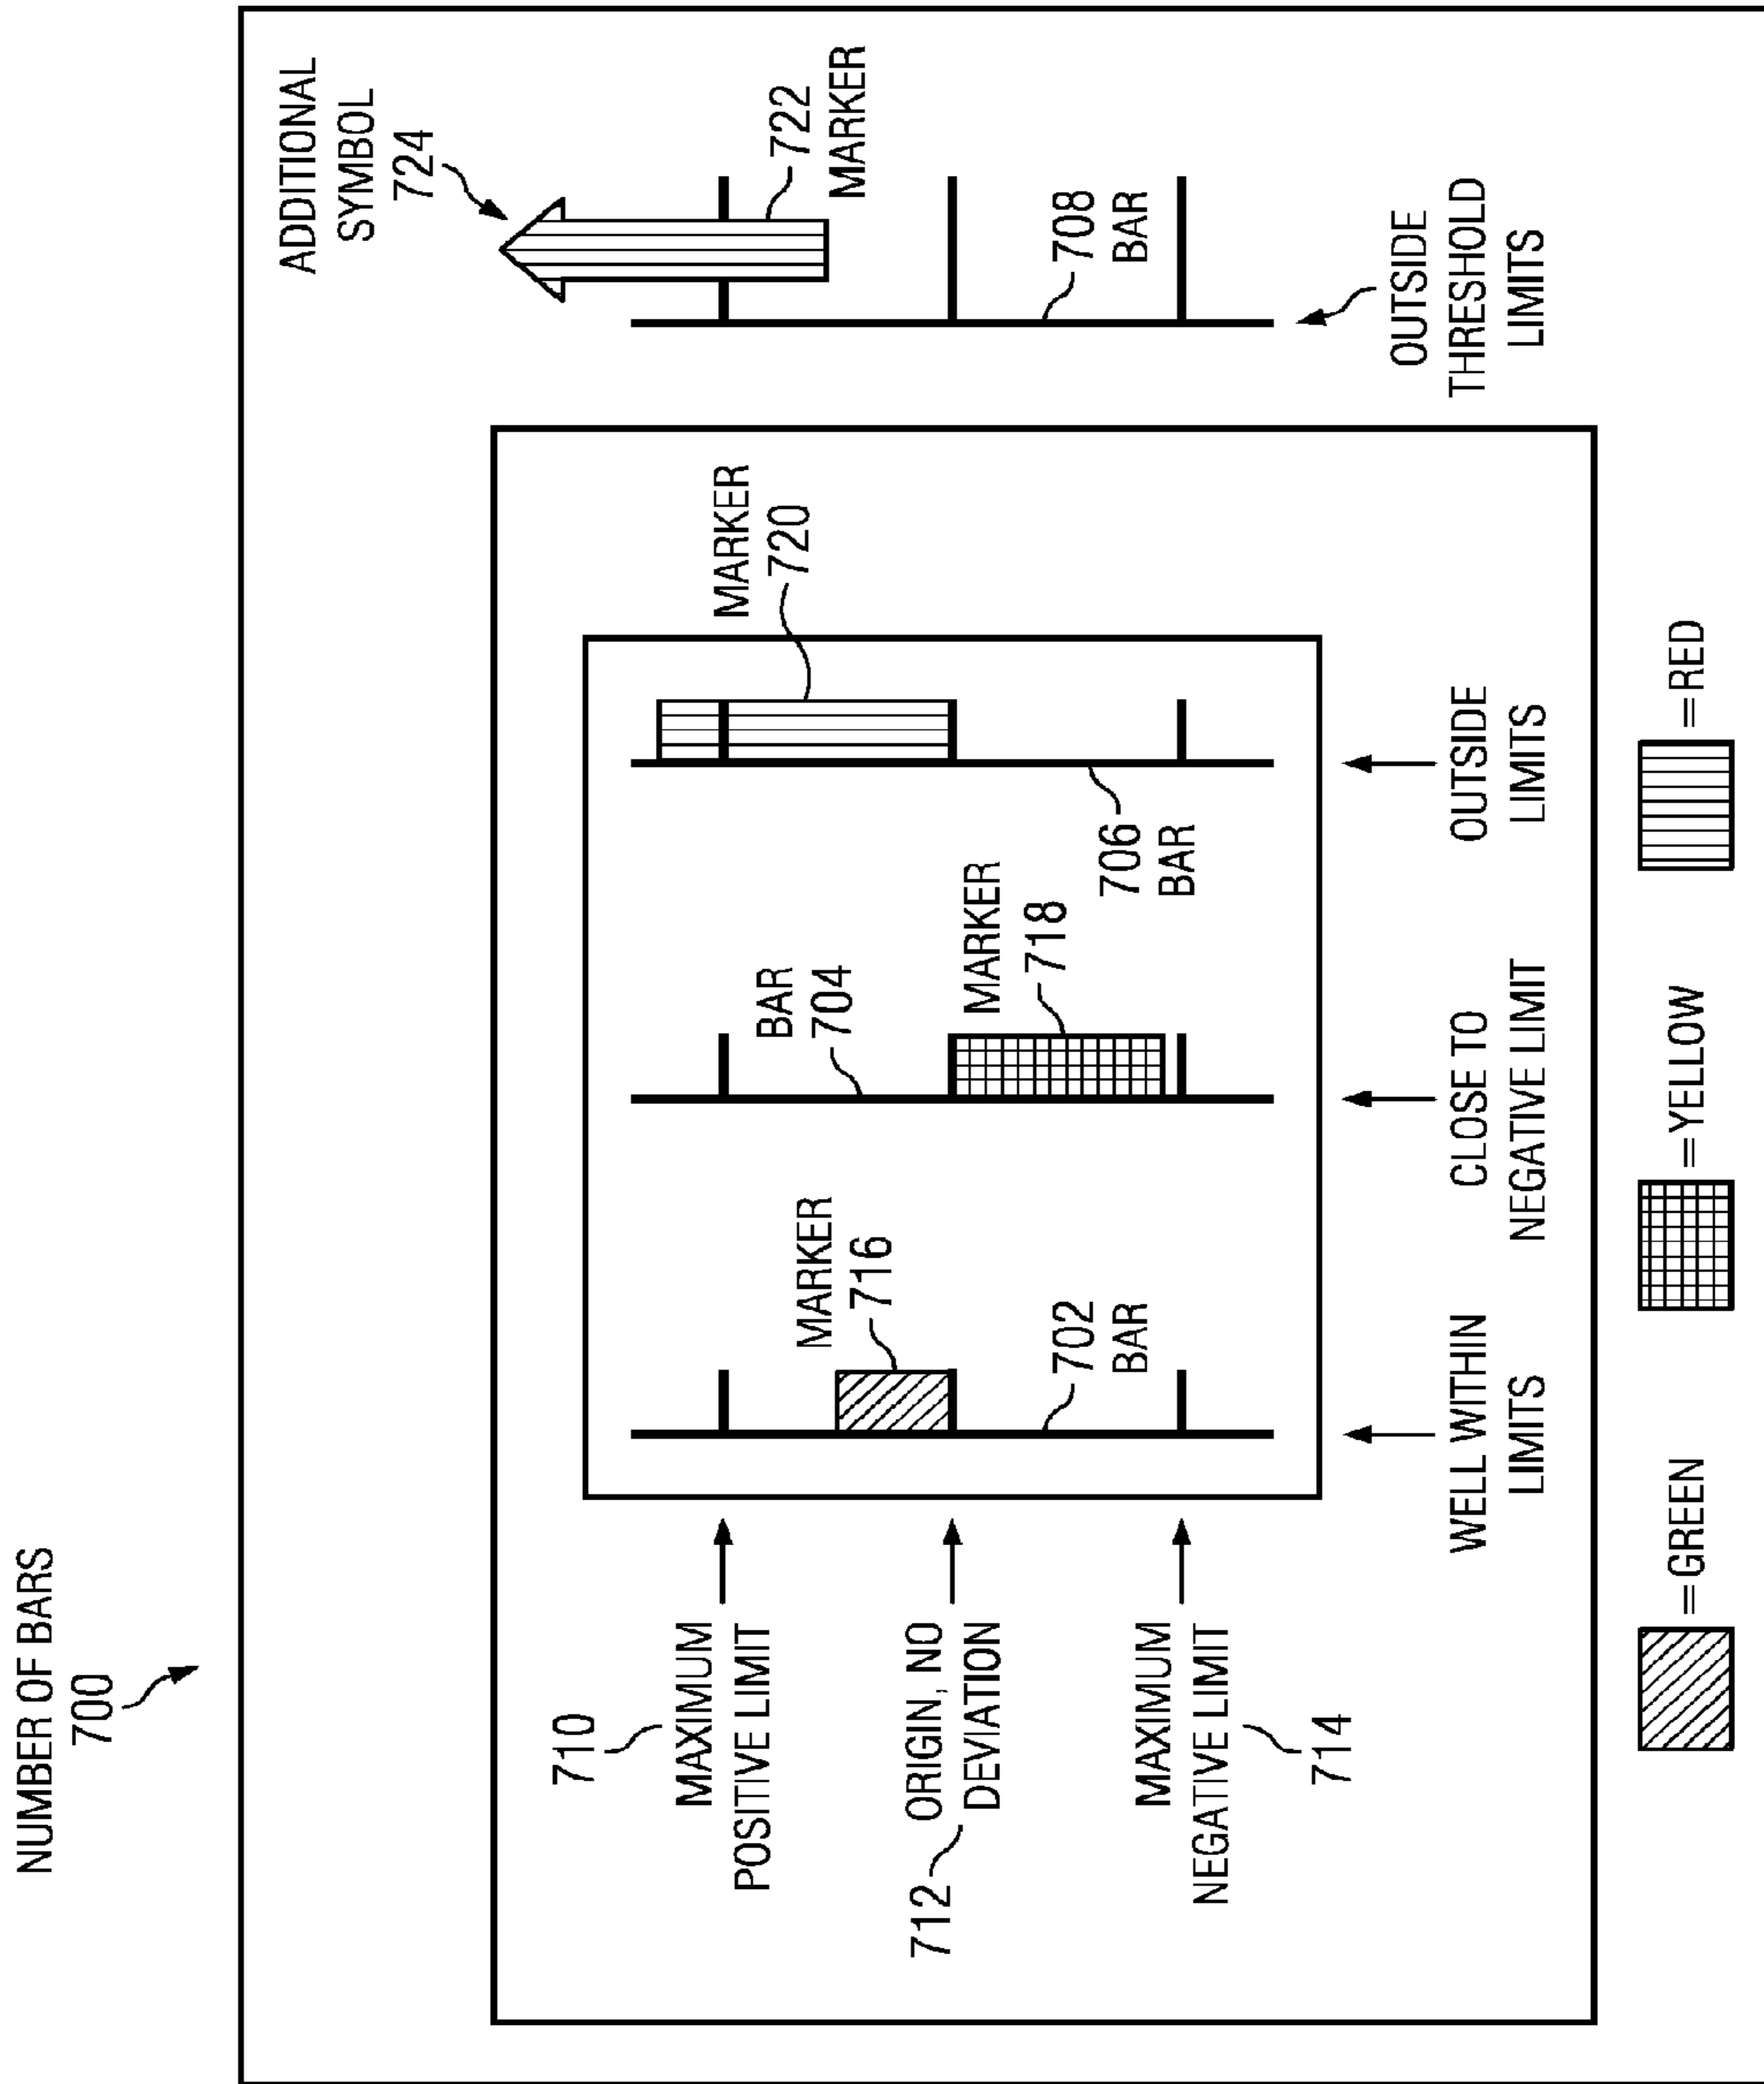 NUMBER OF BARS
700
ADDITIONAL
SYMBOL
724
710
MAXIMUM
POSITIVE LIMIT
712
ORIGIN, NO
DEVIATION
MAXIMUM
NEGATIVE LIMIT
714
MARKER
716
702
BAR
BAR
704
MARKER
718
MARKER
720
706
BAR
722
MARKER
708
BAR
WELL WITHIN
LIMITS
CLOSE TO
NEGATIVE LIMIT
OUTSIDE
LIMITS
OUTSIDE
THRESHOLD
LIMITS
=GREEN
=YELLOW
=RED